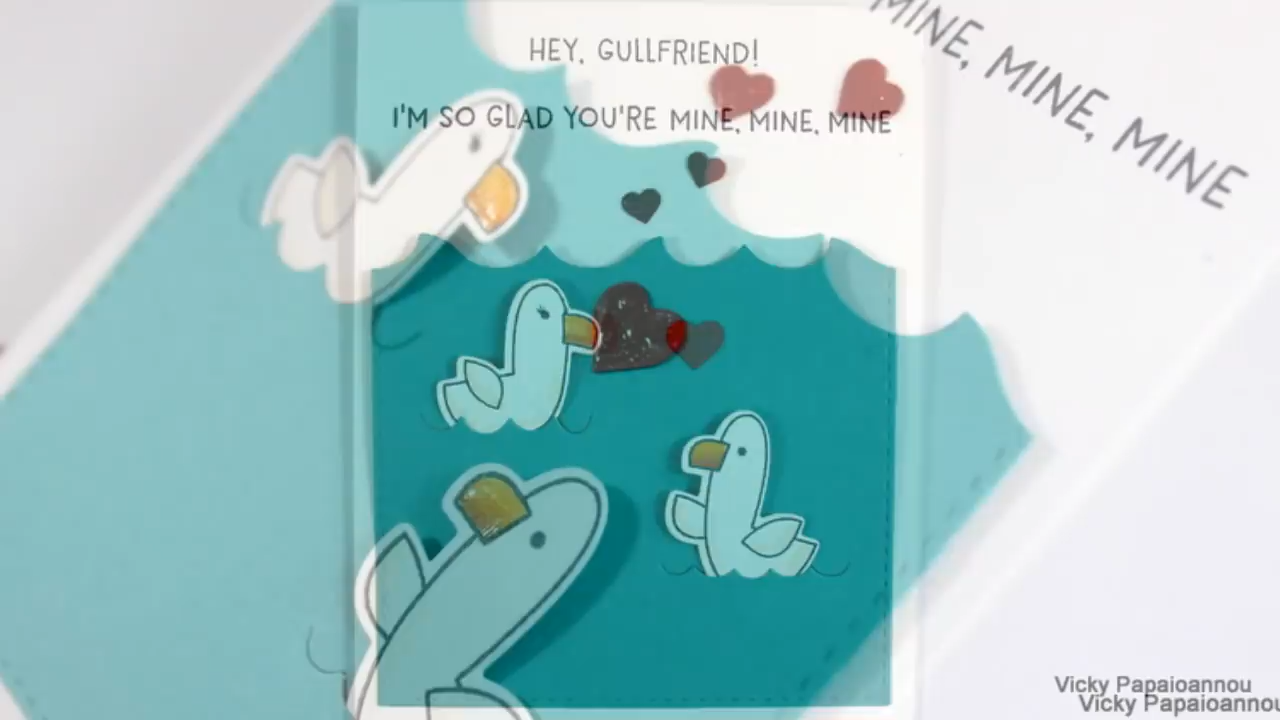 HEY, GULLFRIEND!
I'M SO GLAD YOU'RE MINE, MINE, MINE
MINE, MINE, MINE
Vicky Papaioannou
Vicky Papaioannou